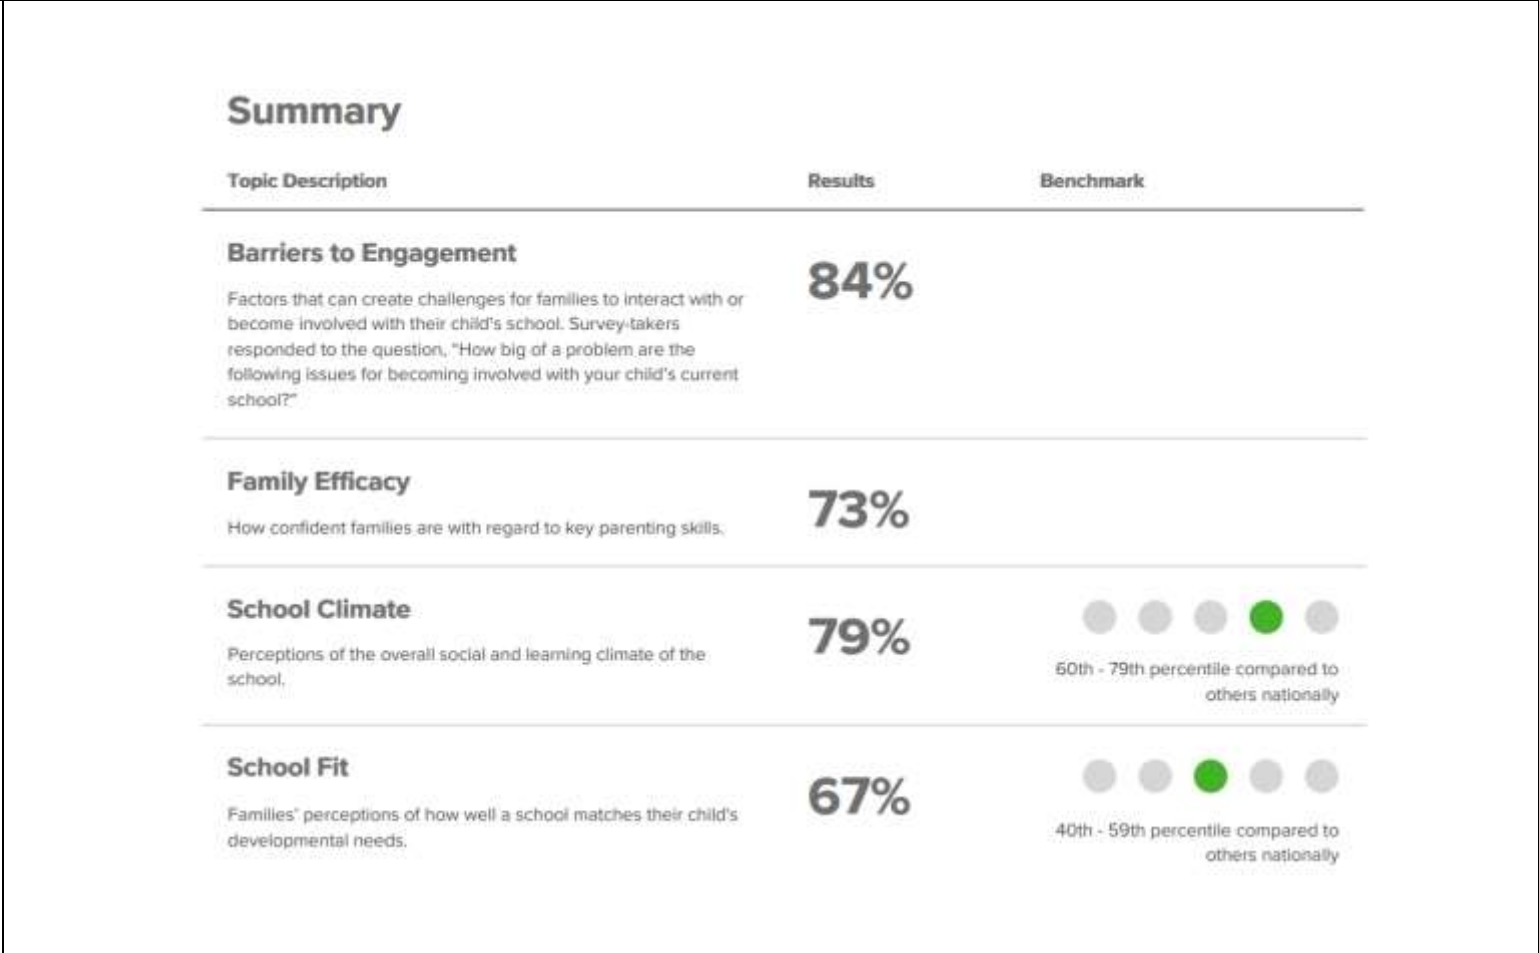 Summary
Topic Description Results Benchmark
Barriers to Engagement
84%
Factors that can create challenges for families to interact with or
become involved with their child's school. Survey-takers
responded to the question, "How big of a problem are the
following issues for becoming involved with your child's current
school?"
Family Efficacy
73%
How confident families are with regard to key parenting skills.
School Climate
79%
Perceptions of the overall social and learning climate of the
school.
60th - 79th percentile compared to
others nationally
School Fit
67%
Families' perceptions of how well a school matches their child's
developmental needs.
40th - 59th percentile compared to
others nationally